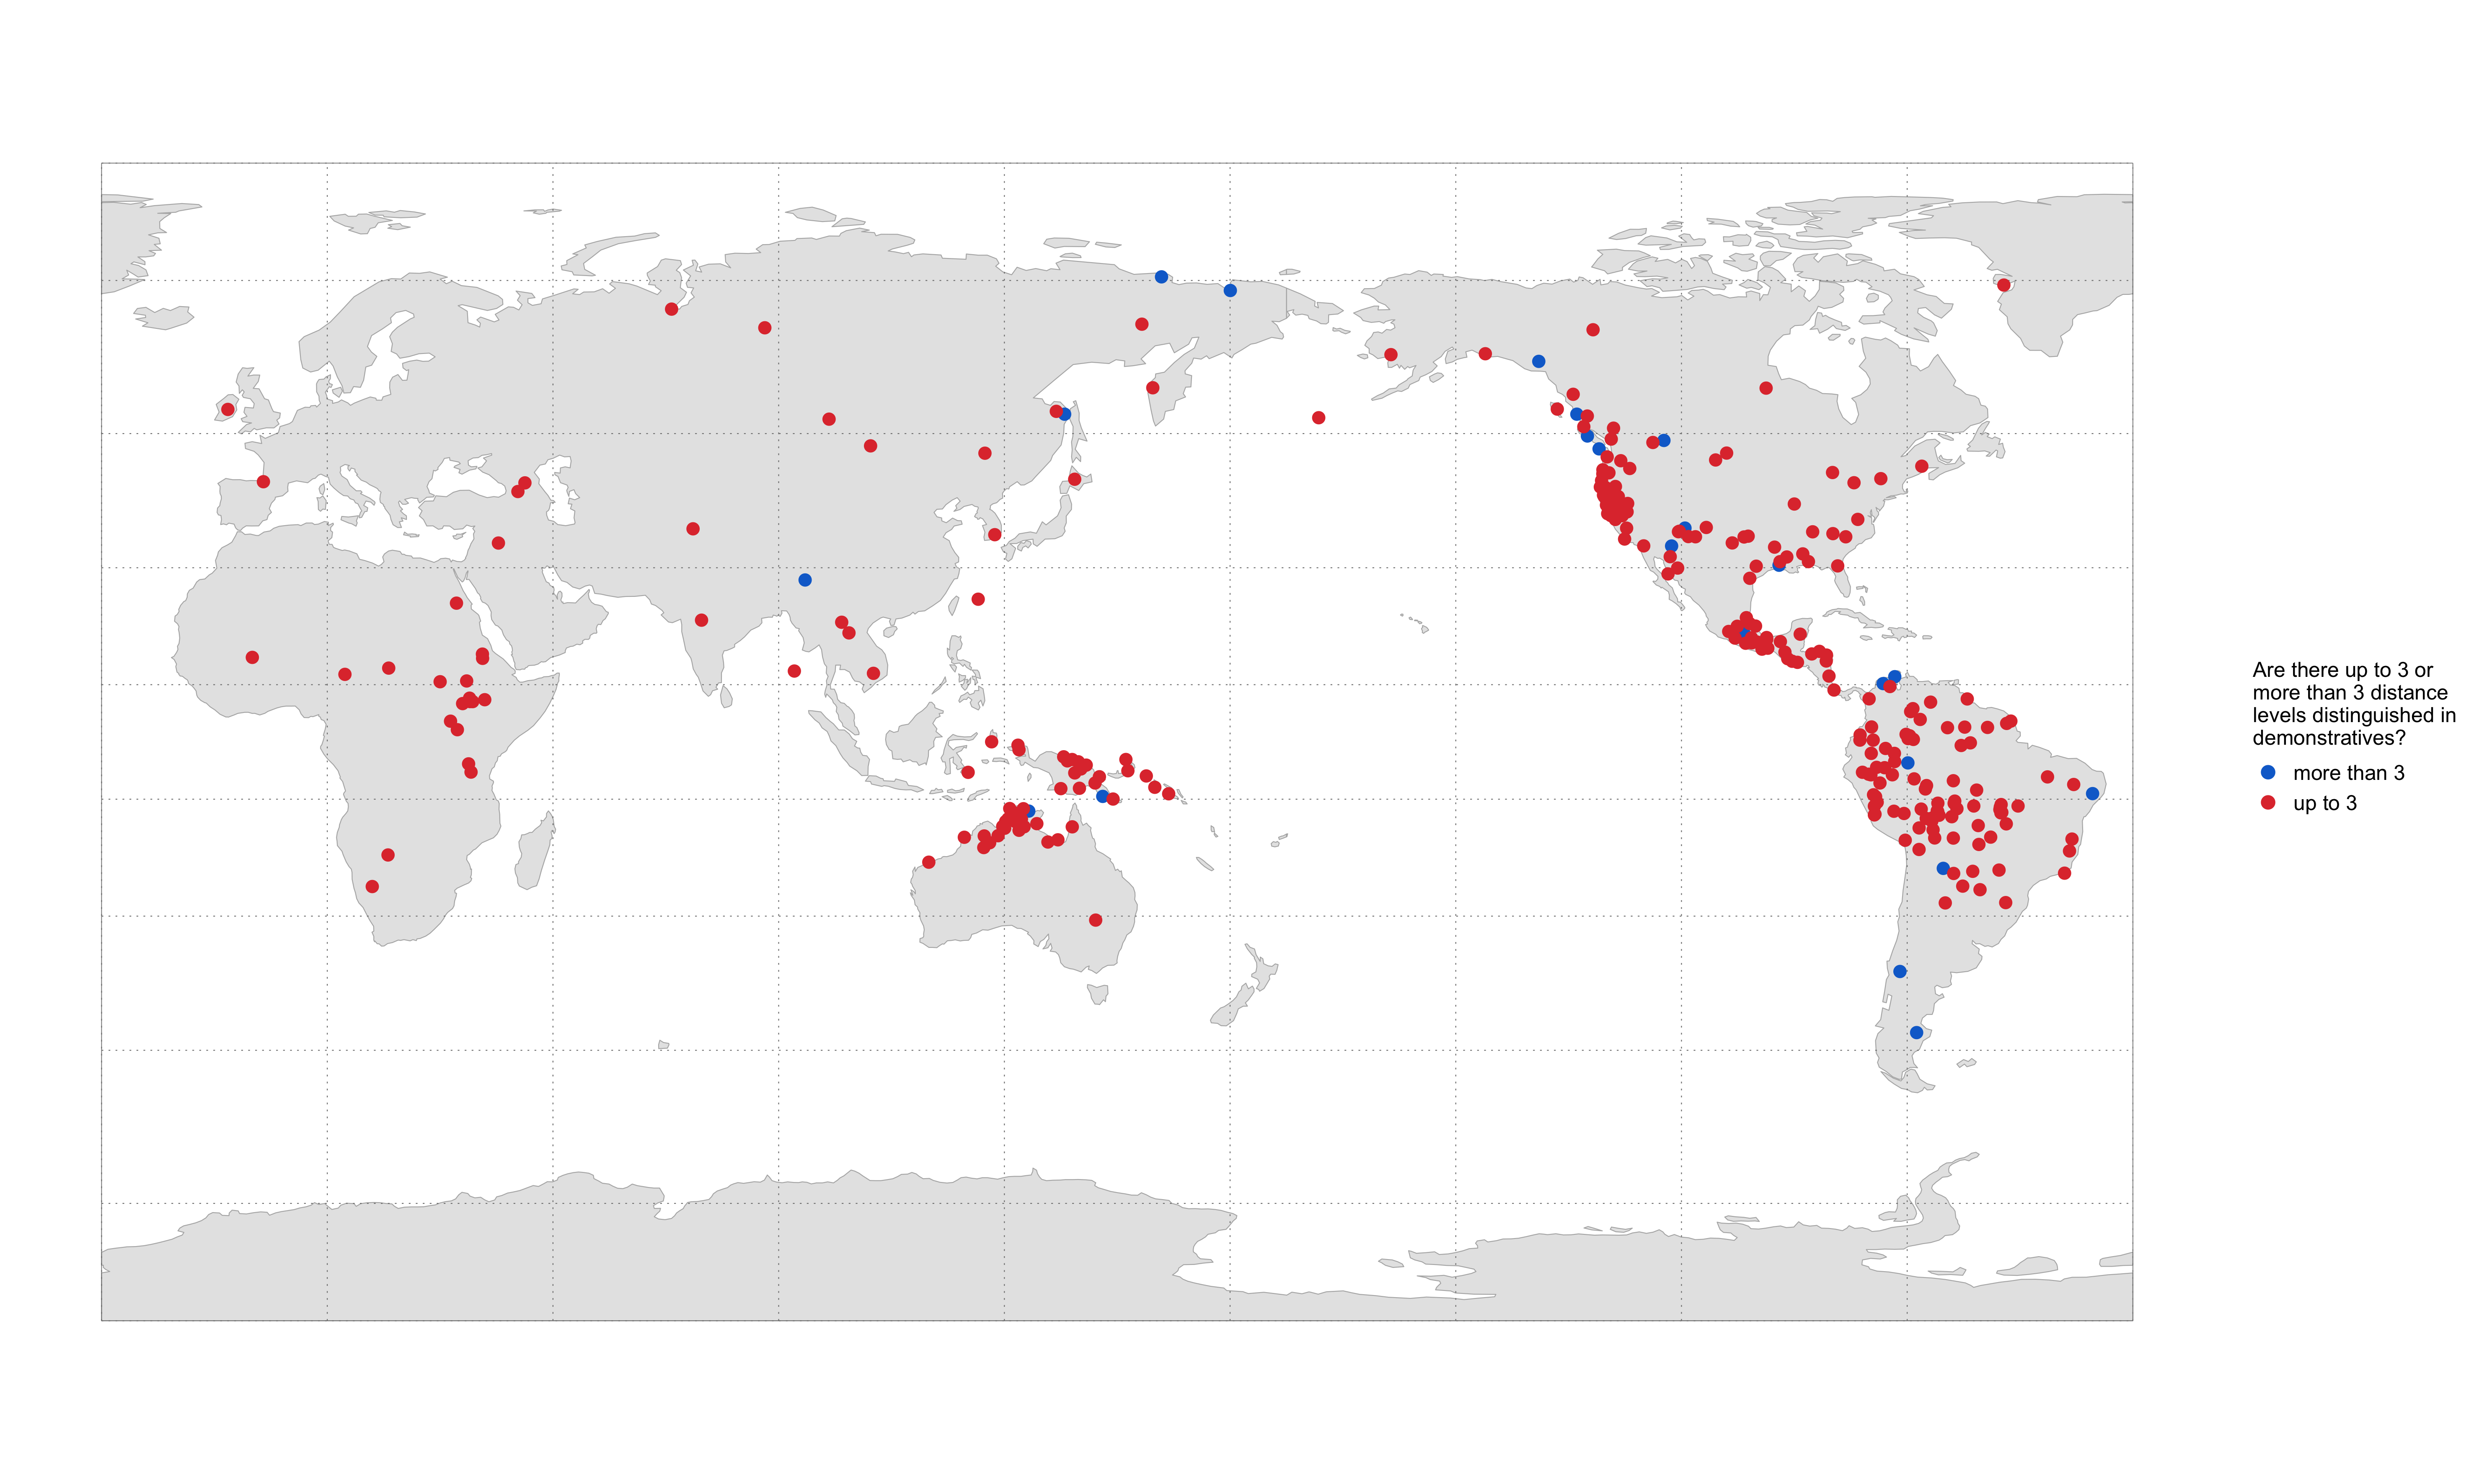 Are there up to 3 or
more than 3 distance
levels distinguished in
demonstratives?
more than 3
up to 3